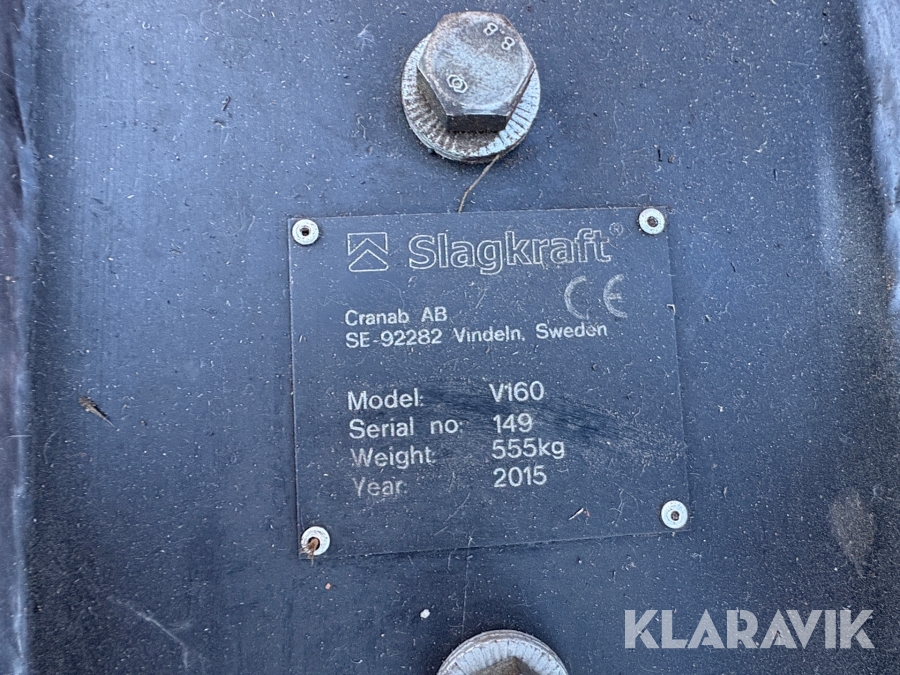 8.8
Slagkraft®
CE
Cranab AB
SE-92282 Vindeln, Sweden
Model: V160
Serial no: 149
Weight: 555kg
Year: 2015
KLARAVIK